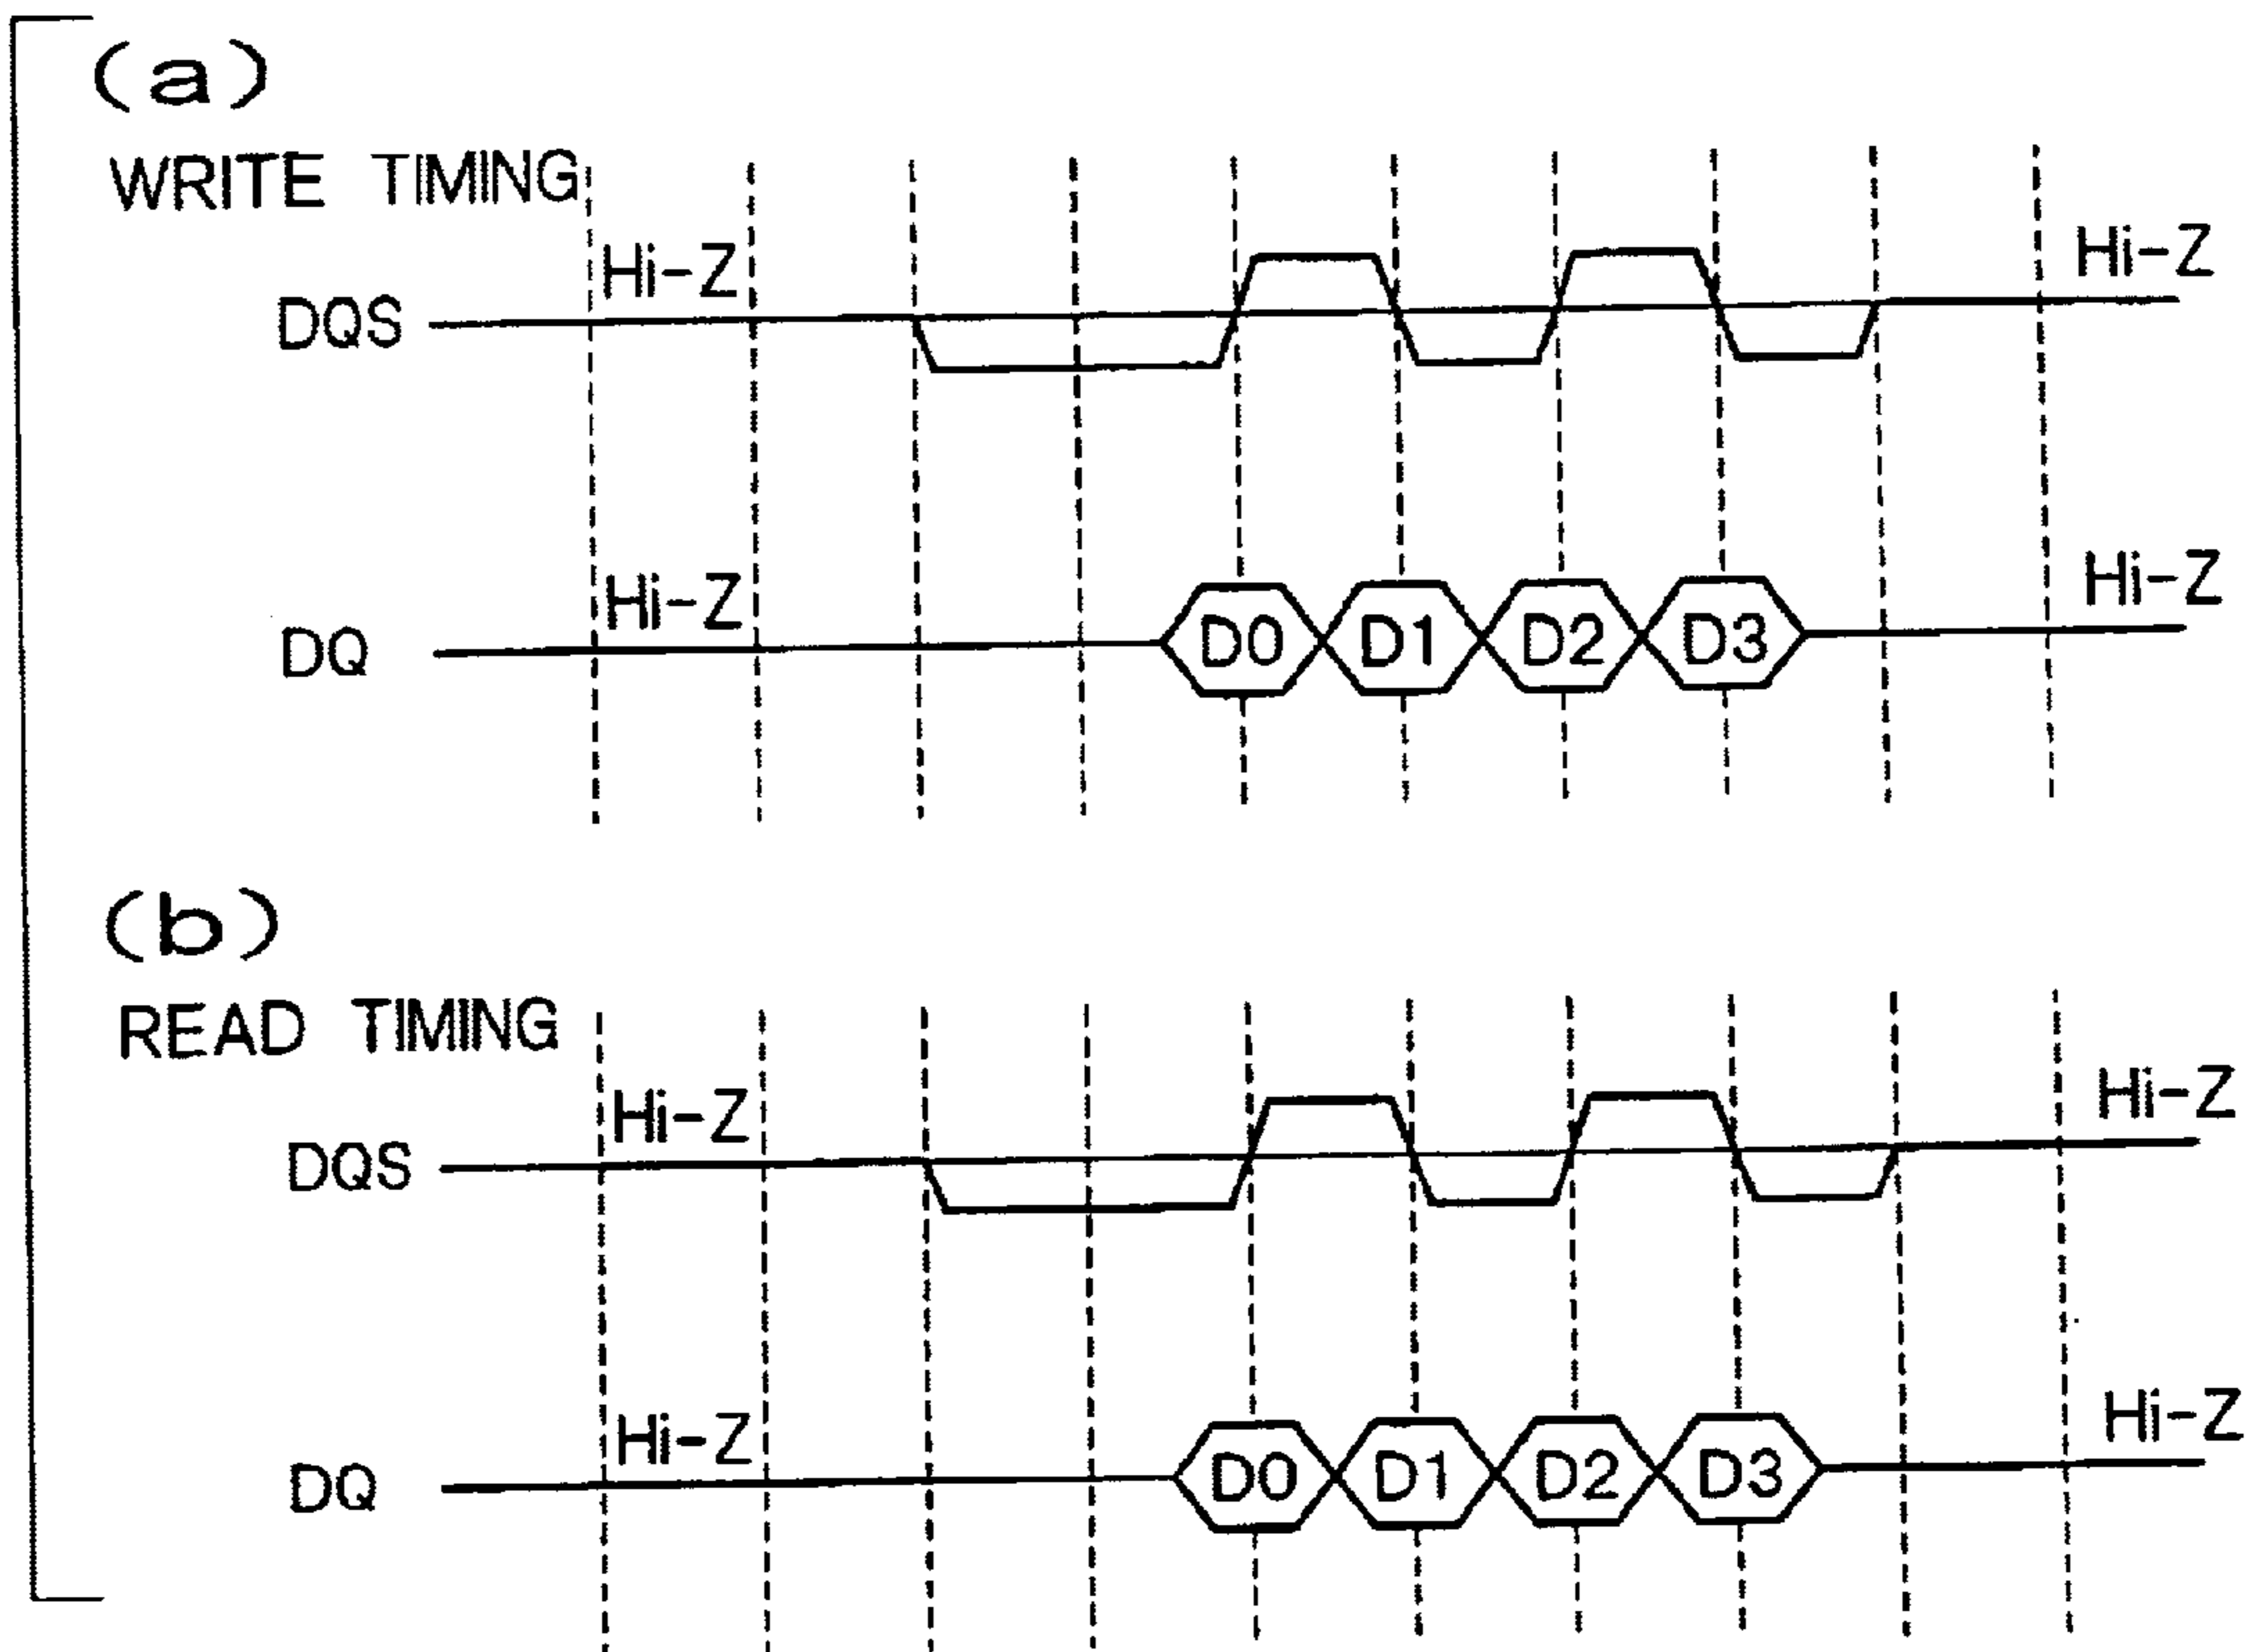 (a)
WRITE TIMING
Hi-Z
Hi-Z
DQS
Hi-Z
Hi-Z
DQ
D0 D1 D2 D3
(b)
READ TIMING
Hi-Z
Hi-Z
DQS
Hi-Z
Hi-Z
DQ
D0 D1 D2 D3